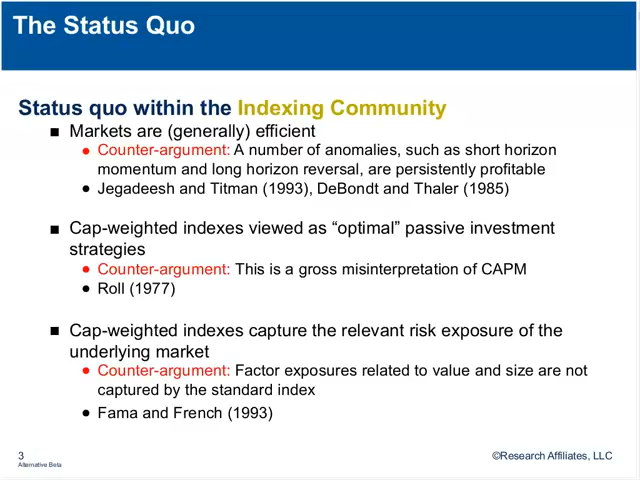 The Status Quo
Status quo within the Indexing Community
■ Markets are (generally) efficient
● Counter-argument: A number of anomalies, such as short horizon
momentum and long horizon reversal, are persistently profitable
● Jegadeesh and Titman (1993), DeBondt and Thaler (1985)
■ Cap-weighted indexes viewed as “optimal” passive investment
strategies
● Counter-argument: This is a gross misinterpretation of CAPM
● Roll (1977)
■ Cap-weighted indexes capture the relevant risk exposure of the
underlying market
● Counter-argument: Factor exposures related to value and size are not
captured by the standard index
● Fama and French (1993)
3
Alternative Beta
©Research Affiliates, LLC